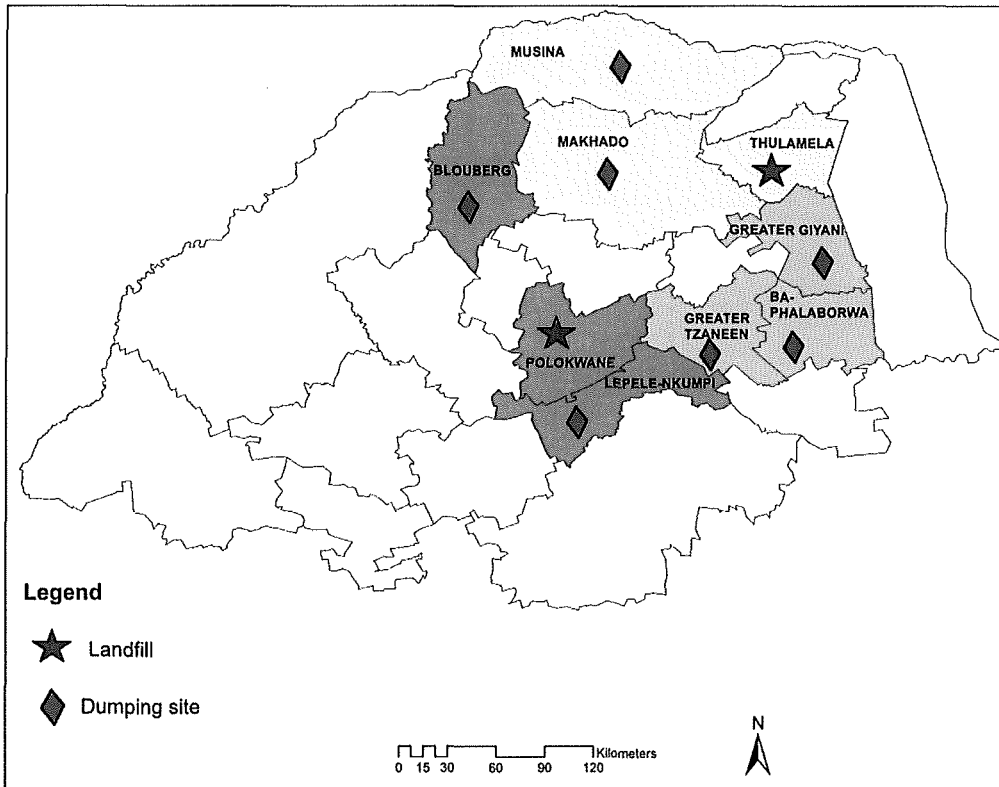 MUSINA
MAKHADO
THULAMELA
BLOUBERG
GREATER GIYANI
BA-
PHALABORWA
GREATER
TZANEEN
POLOKWANE
LEPELE-NKUMPI
Legend
Landfill
Dumping site
N
Kilometers
0 15 30 60 90 120